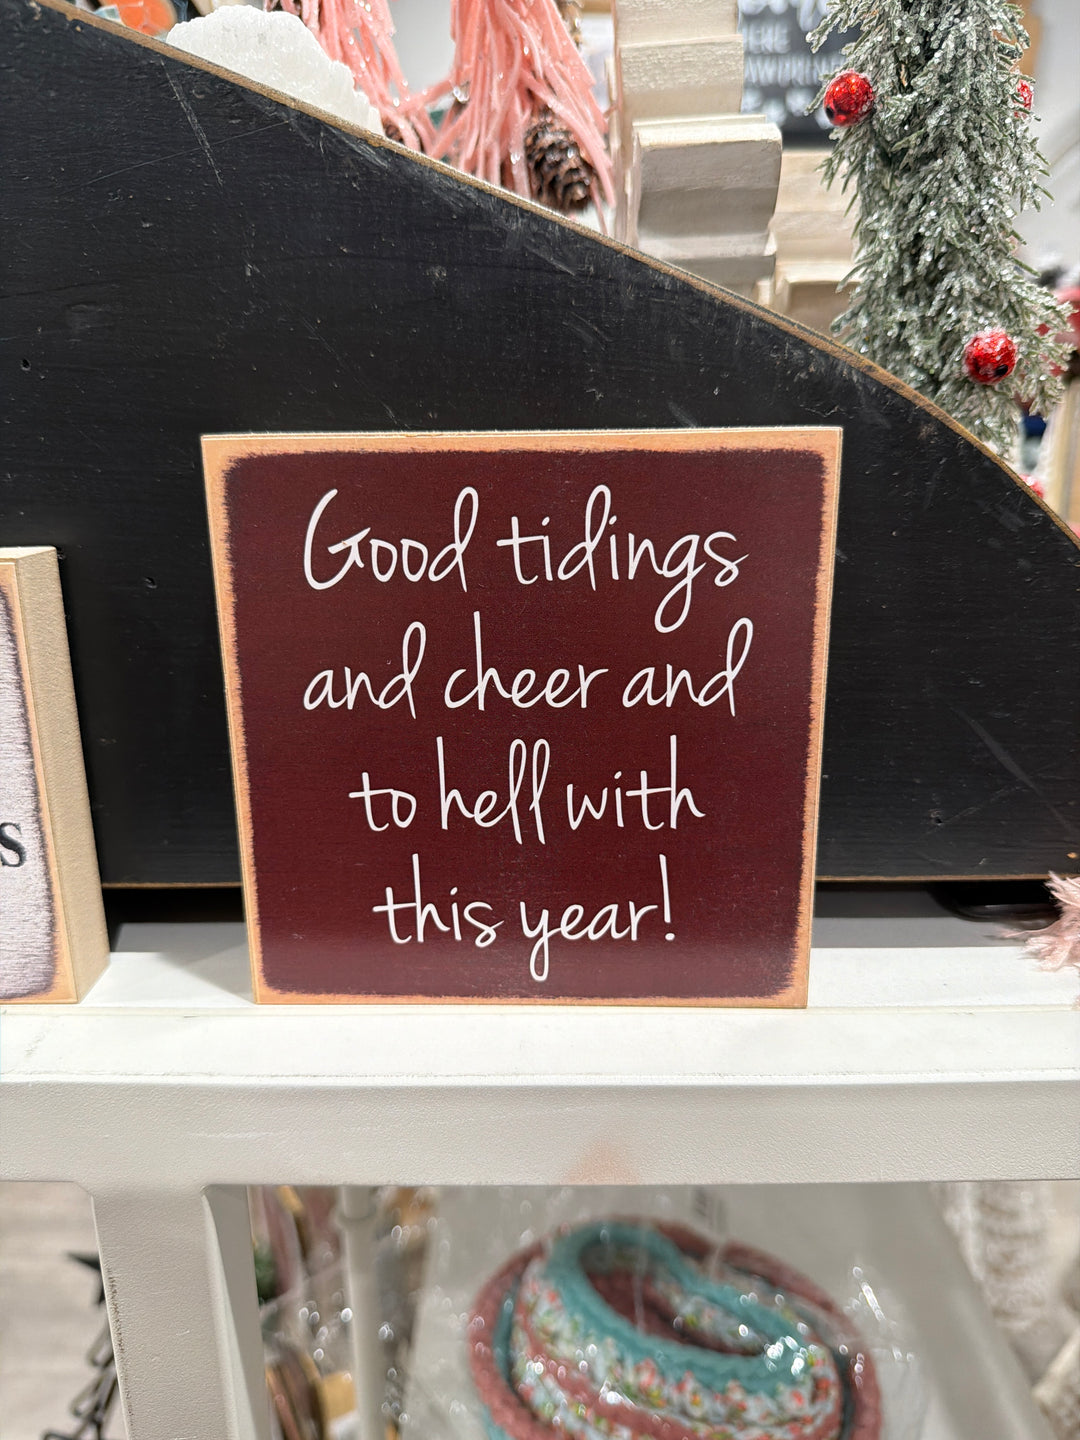 Good tidings
and cheer and
to hell with
this year!
S